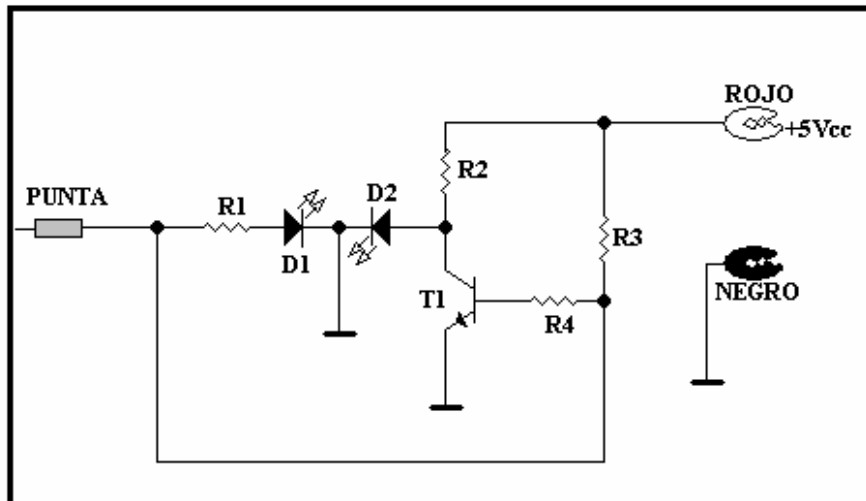 ROJO
+5Vcc
R2
D2
PUNTA
R1
R3
D1
NEGRO
T1
R4